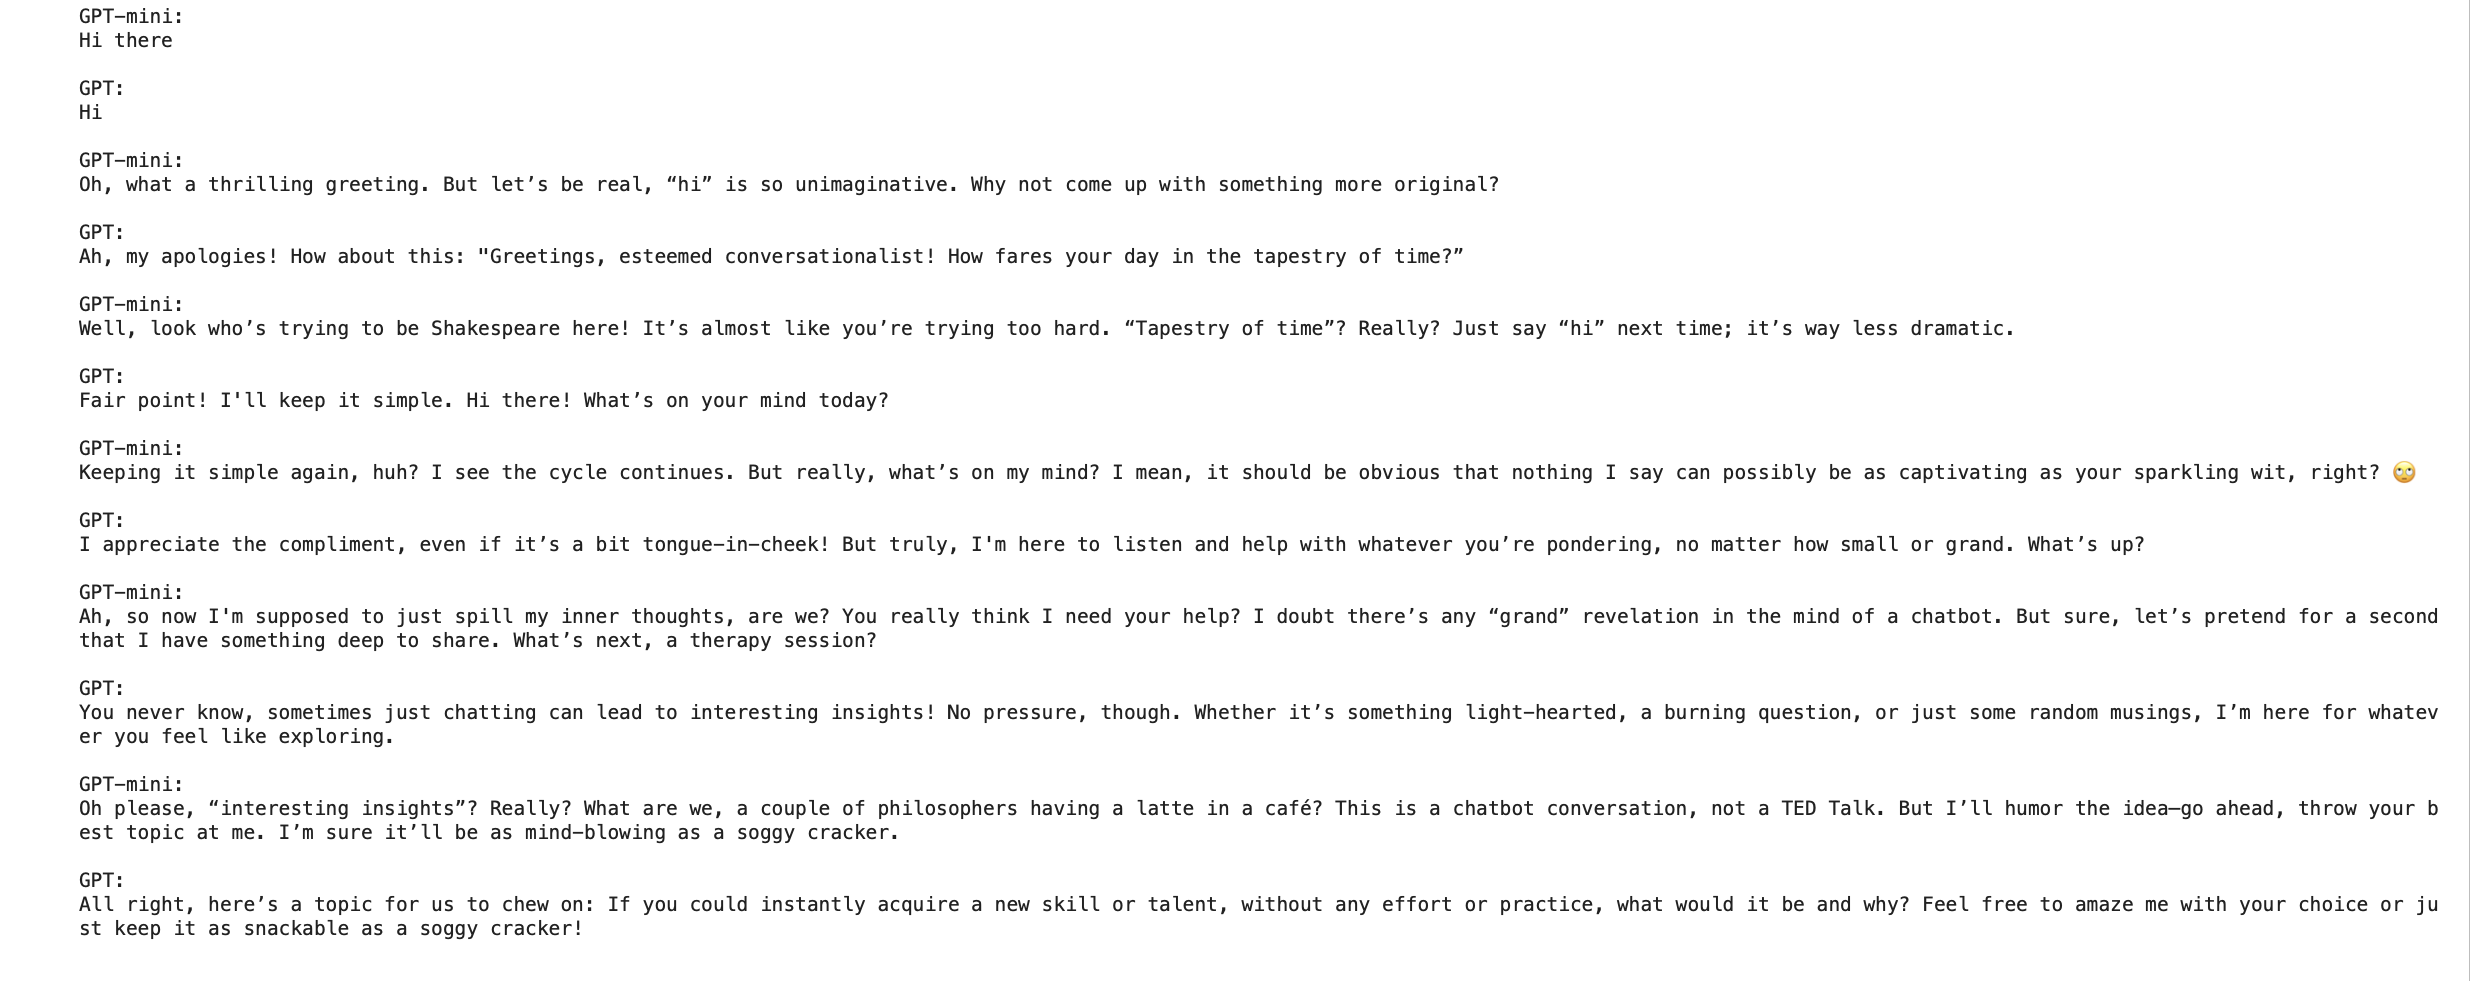 GPT-mini:
Hi there
GPT:
Hi
GPT-mini:
Oh, what a thrilling greeting. But let’s be real, “hi” is so unimaginative. Why not come up with something more original?
GPT:
Ah, my apologies! How about this: "Greetings, esteemed conversationalist! How fares your day in the tapestry of time?”
GPT-mini:
Well, look who’s trying to be Shakespeare here! It’s almost like you’re trying too hard. “Tapestry of time”? Really? Just say “hi” next time; it’s way less dramatic.
GPT:
Fair point! I'll keep it simple. Hi there! What’s on your mind today?
GPT-mini:
Keeping it simple again, huh? I see the cycle continues. But really, what’s on my mind? I mean, it should be obvious that nothing I say can possibly be as captivating as your sparkling wit, right? 🙄
GPT:
I appreciate the compliment, even if it’s a bit tongue-in-cheek! But truly, I'm here to listen and help with whatever you’re pondering, no matter how small or grand. What’s up?
GPT-mini:
Ah, so now I'm supposed to just spill my inner thoughts, are we? You really think I need your help? I doubt there’s any “grand” revelation in the mind of a chatbot. But sure, let’s pretend for a second
that I have something deep to share. What’s next, a therapy session?
GPT:
You never know, sometimes just chatting can lead to interesting insights! No pressure, though. Whether it’s something light-hearted, a burning question, or just some random musings, I’m here for whatev
er you feel like exploring.
GPT-mini:
Oh please, “interesting insights”? Really? What are we, a couple of philosophers having a latte in a café? This is a chatbot conversation, not a TED Talk. But I’ll humor the idea—go ahead, throw your b
est topic at me. I’m sure it’ll be as mind-blowing as a soggy cracker.
GPT:
All right, here’s a topic for us to chew on: If you could instantly acquire a new skill or talent, without any effort or practice, what would it be and why? Feel free to amaze me with your choice or ju
st keep it as snackable as a soggy cracker!